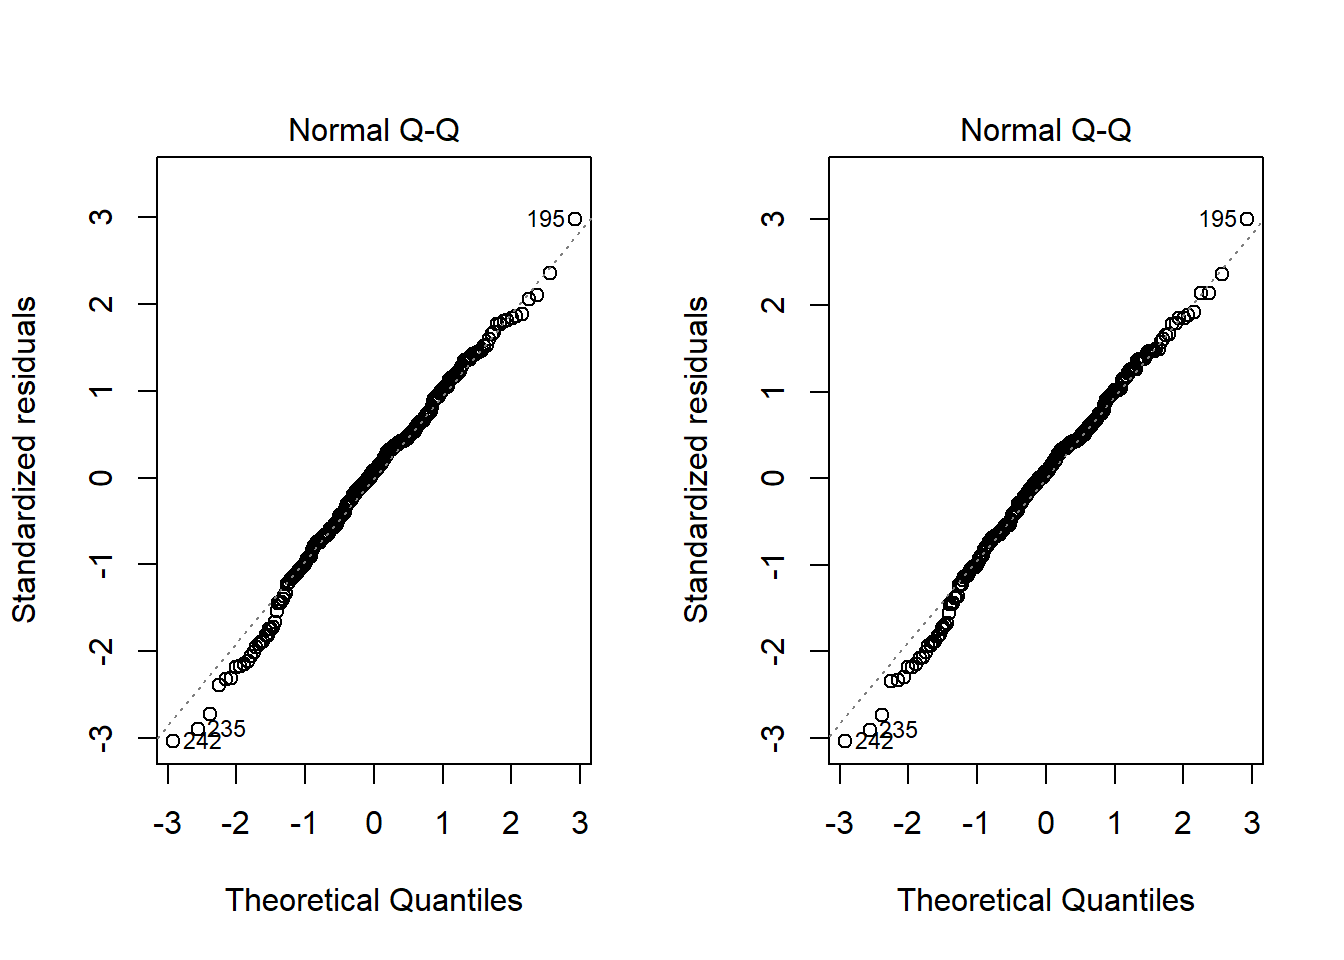 Normal Q-Q
Standardized residuals
3
2
1
0
-1
-2
-3
195
235
242
-3 -2 -1 0 1 2 3
Theoretical Quantiles
Normal Q-Q
Standardized residuals
3
2
1
0
-1
-2
-3
195
235
242
-3 -2 -1 0 1 2 3
Theoretical Quantiles